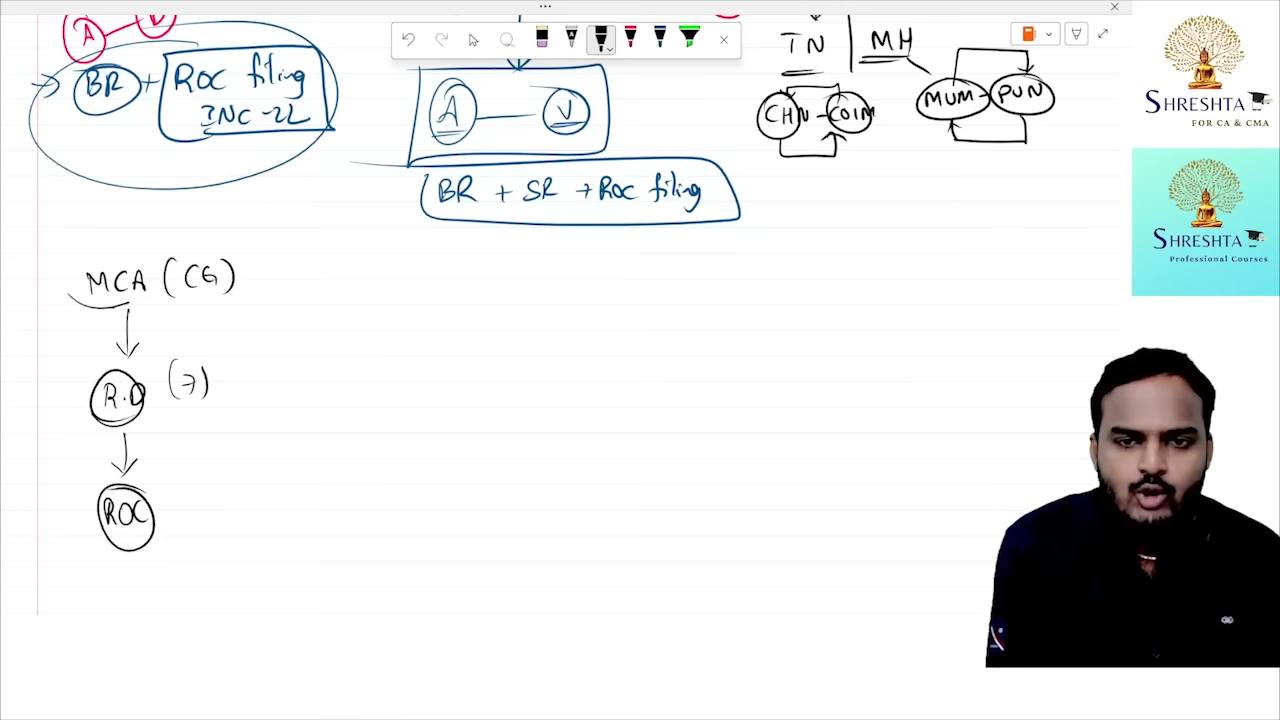 A V
→ BR + ROC filing
INC-22
A V
BR + SR + ROC filing
TN MH
CHN - COIM
MUM - PUN
MCA (CG)
R.D (7)
ROC
SHRESHTA
FOR CA & CMA
SHRESHTA
Professional Courses